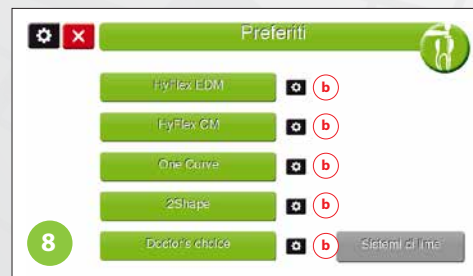 Preferiti
HyFlex EDM
b
HyFlex CM
b
One Curve
b
2Shape
b
8
Doctor's choice
b
Sistemi di lime